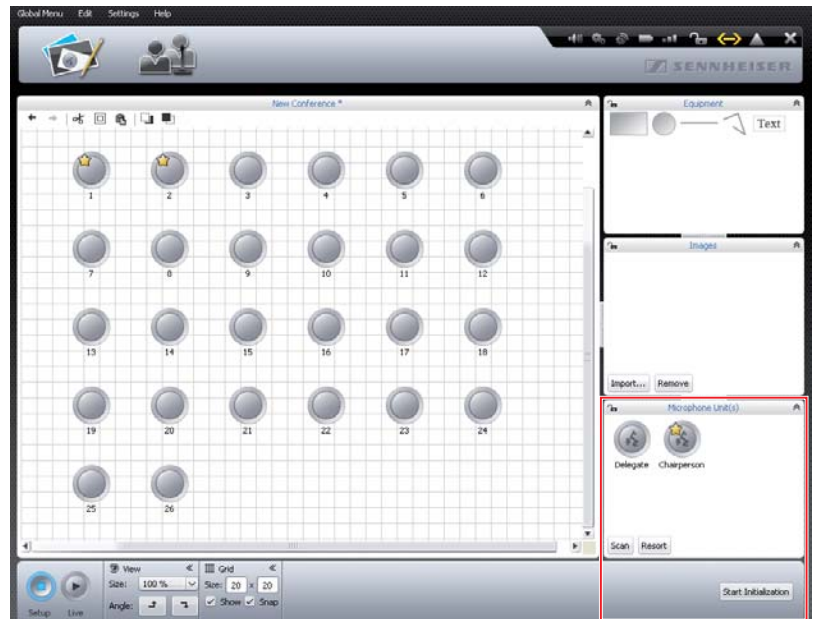 Global Menu Edit Settings Help
SENNHEISER
New Conference *
Equipment
Text
1 2 3 4 5 6
7 8 9 10 11 12
13 14 15 16 17 18
19 20 21 22 23 24
25 26
Images
Import... Remove
Microphone Unit(s)
Delegate Chairperson
Scan Resort
Setup Live
View
Size: 100 %
Angle:
Grid
Size: 20 x 20
Show Snap
Start Initialization